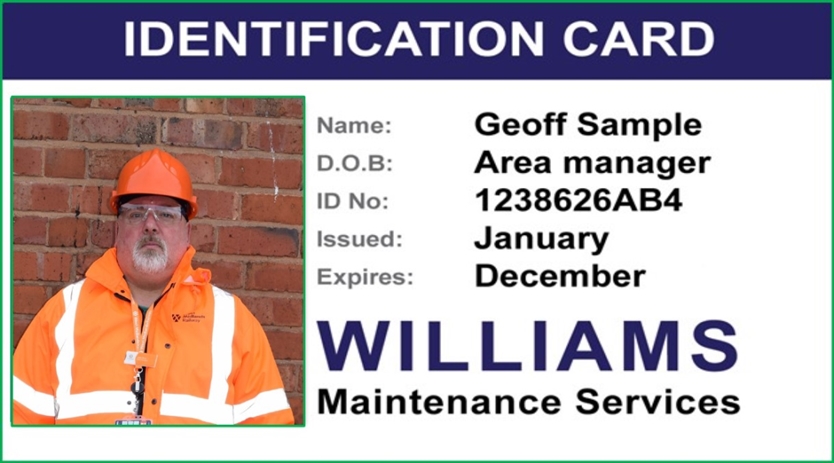 IDENTIFICATION CARD
Name: Geoff Sample
D.O.B: Area manager
ID No: 1238626AB4
Issued: January
Expires: December
WILLIAMS
Maintenance Services